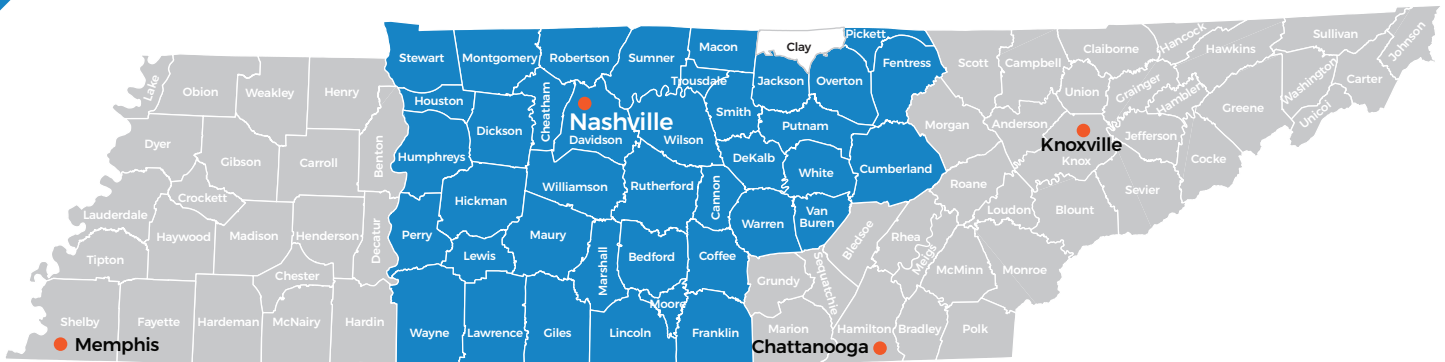 Stewart
Montgomery
Robertson
Sumner
Macon
Clay
Pickett
Fentress
Scott
Campbell
Claiborne
Hancock
Hawkins
Sullivan
Johnson
Lake
Obion
Weakley
Henry
Houston
Cheatham
Trousdale
Jackson
Overton
Union
Grainger
Hamblen
Greene
Washington
Carter
Unicoi
Dyer
Gibson
Carroll
Benton
Humphreys
Dickson
Nashville
Davidson
Wilson
Smith
Putnam
DeKalb
White
Cumberland
Morgan
Anderson
Knoxville
Knox
Jefferson
Cocke
Sevier
Crockett
Lauderdale
Haywood
Madison
Henderson
Decatur
Perry
Hickman
Williamson
Rutherford
Cannon
Warren
Van
Buren
Bledsoe
Rhea
Roane
Loudon
Blount
Tipton
Chester
Lewis
Maury
Marshall
Bedford
Coffee
Grundy
Sequatchie
Meigs
McMinn
Monroe
Shelby
Fayette
Hardeman
McNairy
Hardin
Wayne
Lawrence
Giles
Lincoln
Moore
Franklin
Marion
Hamilton
Bradley
Polk
Memphis
Chattanooga